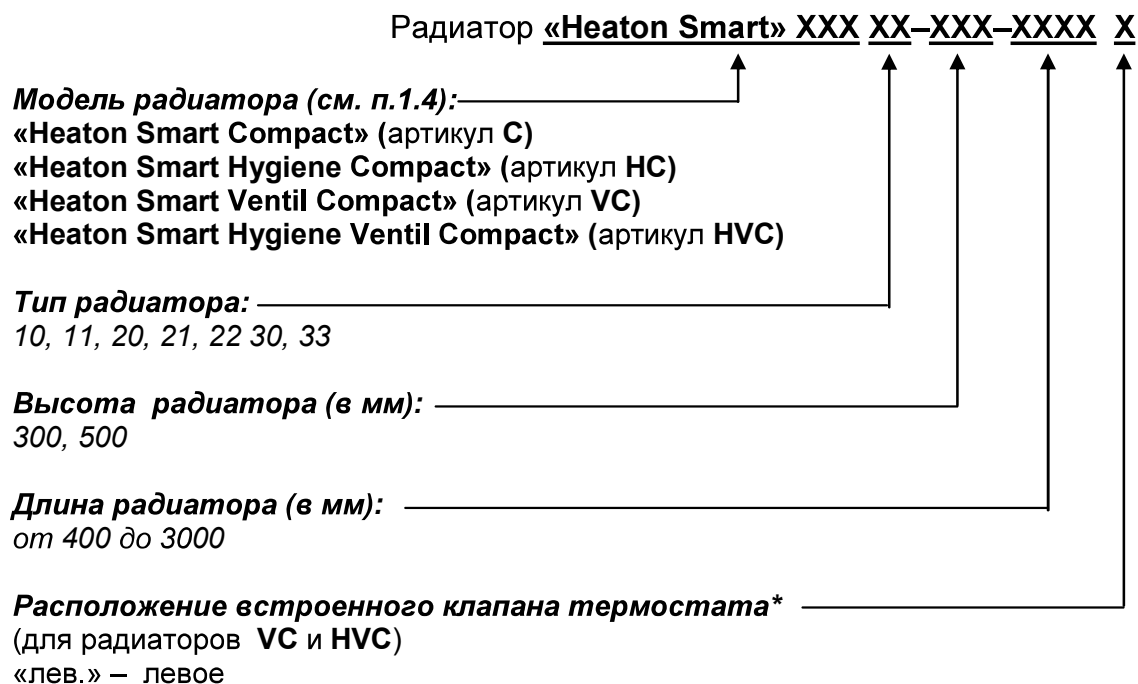 Радиатор «Heaton Smart» XXX XX–XXX–XXXX X
Модель радиатора (см. п.1.4):
«Heaton Smart Compact» (артикул C)
«Heaton Smart Hygiene Compact» (артикул HC)
«Heaton Smart Ventil Compact» (артикул VC)
«Heaton Smart Hygiene Ventil Compact» (артикул HVC)
Тип радиатора:
10, 11, 20, 21, 22 30, 33
Высота радиатора (в мм):
300, 500
Длина радиатора (в мм):
от 400 до 3000
Расположение встроенного клапана термостата*
(для радиаторов VC и HVC)
«лев.» – левое